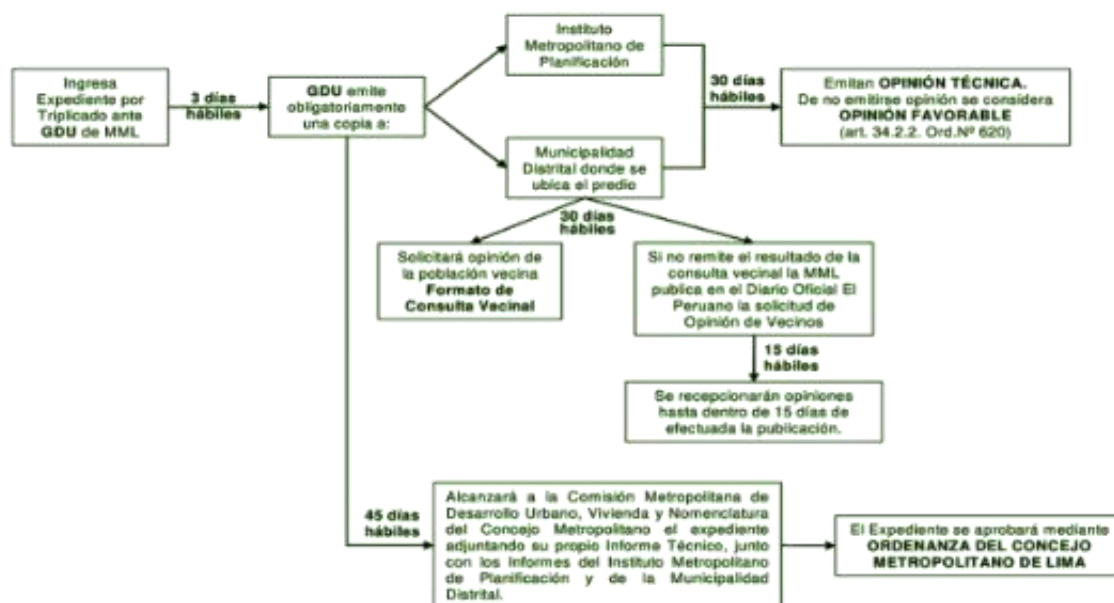 Ingresa
Expediente por
Triplicado ante
GDU de MML
3 días
hábiles
GDU emite
obligatoriamente
una copia a:
Instituto
Metropolitano de
Planificación
Municipalidad
Distrital donde se
ubica el predio
30 días
hábiles
Emitan OPINIÓN TÉCNICA.
De no emitirse opinión se considera
OPINIÓN FAVORABLE
(art. 34.2.2. Ord.Nº 620)
30 días
hábiles
Solicitará opinión de
la población vecina
Formato de
Consulta Vecinal
Si no remite el resultado de la
consulta vecinal la MML
publica en el Diario Oficial El
Peruano la solicitud de
Opinión de Vecinos
15 días
hábiles
Se recepcionarán opiniones
hasta dentro de 15 días de
efectuada la publicación.
45 días
hábiles
Alcanzará a la Comisión Metropolitana de
Desarrollo Urbano, Vivienda y Nomenclatura
del Concejo Metropolitano el expediente
adjuntando su propio Informe Técnico, junto
con los Informes del Instituto Metropolitano
de Planificación y de la Municipalidad
Distrital.
El Expediente se aprobará mediante
ORDENANZA DEL CONCEJO
METROPOLITANO DE LIMA